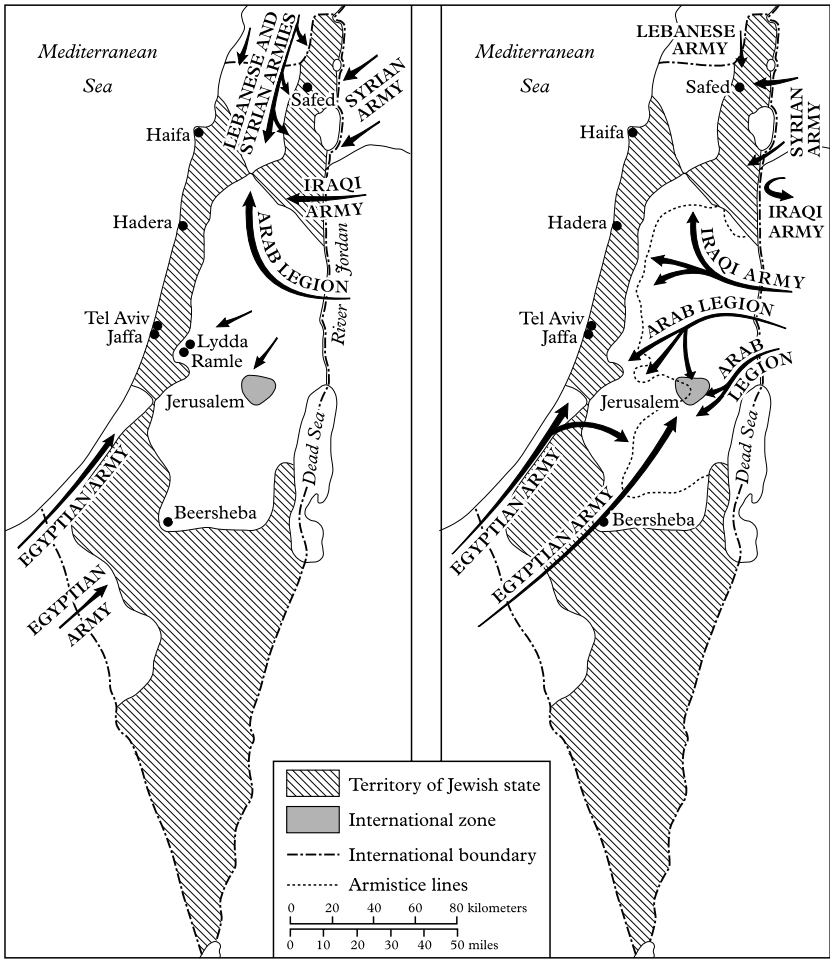 Mediterranean
Sea
LEBANESE AND
SYRIAN ARMIES
Safed
SYRIAN
ARMY
Haifa
IRAQI
ARMY
Hadera
ARAB LEGION
River Jordan
Tel Aviv
Jaffa
Lydda
Ramle
Jerusalem
Dead Sea
EGYPTIAN ARMY
Beersheba
EGYPTIAN
ARMY
Mediterranean
Sea
LEBANESE
ARMY
Safed
SYRIAN
ARMY
Haifa
IRAQI
ARMY
Hadera
IRAQI ARMY
ARAB LEGION
Tel Aviv
Jaffa
ARAB
LEGION
Jerusalem
Dead Sea
EGYPTIAN ARMY
EGYPTIAN ARMY
Beersheba
Territory of Jewish state
International zone
International boundary
Armistice lines
0 20 40 60 80 kilometers
0 10 20 30 40 50 miles